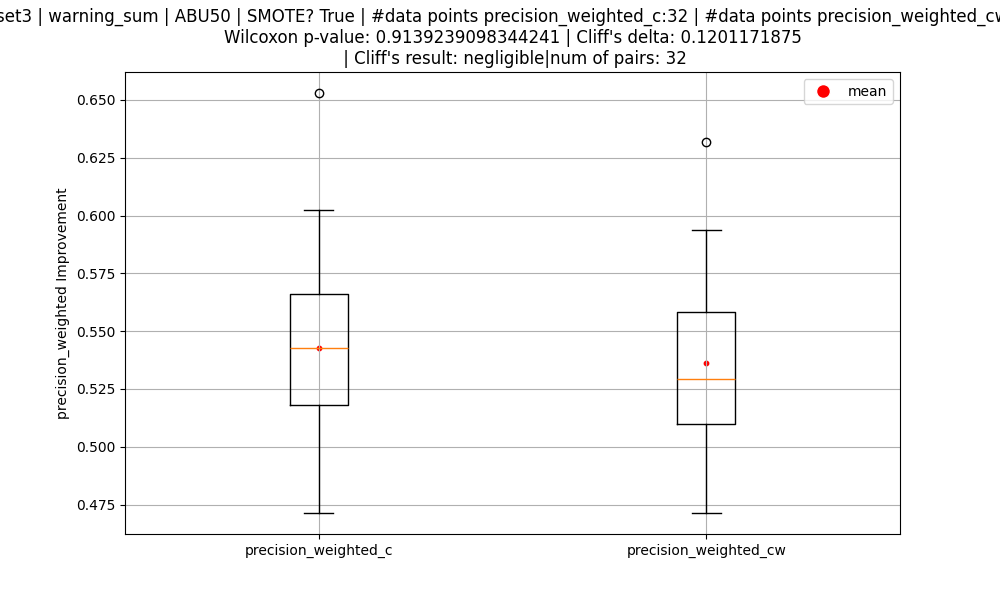 set3 | warning_sum | ABU50 | SMOTE? True | #data points precision_weighted_c:32 | #data points precision_weighted_cw
Wilcoxon p-value: 0.9139239098344241 | Cliff's delta: 0.1201171875
| Cliff's result: negligible|num of pairs: 32
mean
0.650
0.625
0.600
0.575
0.550
0.525
0.500
0.475
precision_weighted Improvement
precision_weighted_c
precision_weighted_cw